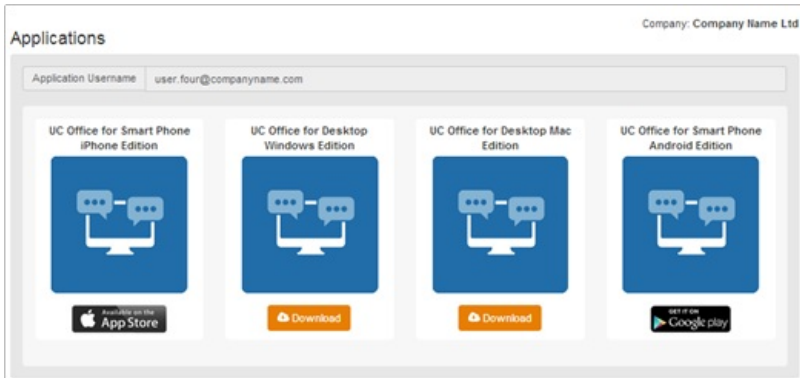 Company: Company Name Ltd
Applications
Application Username user.four@companyname.com
UC Office for Smart Phone
iPhone Edition
UC Office for Desktop
Windows Edition
UC Office for Desktop Mac
Edition
UC Office for Smart Phone
Android Edition
Available on the
App Store
Download
Download
GET IT ON
Google play